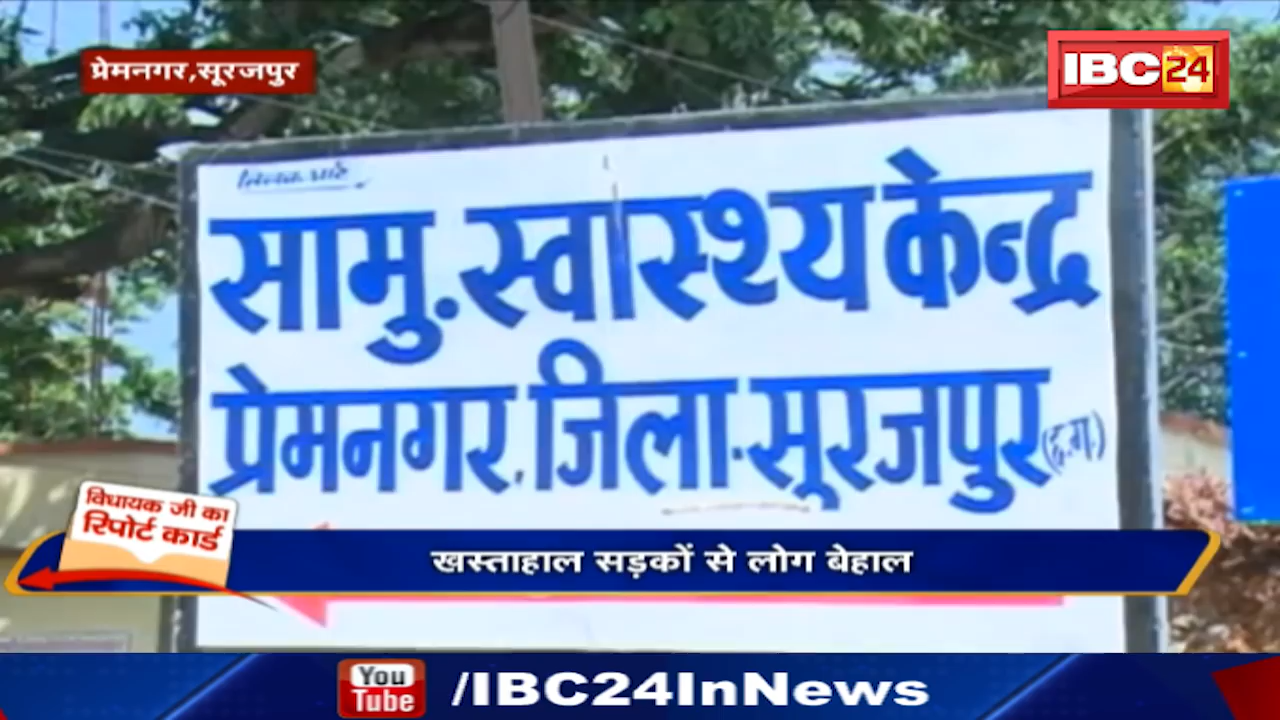 प्रेमनगर,सूरजपुर
IBC24
सामु.स्वास्थ्य केन्द्र
प्रेमनगर, जिला-सुरजपुर (छ.ग.)
विधायक जी का
रिपोर्ट कार्ड
खस्ताहाल सड़कों से लोग बेहाल
You
Tube
/IBC24InNews